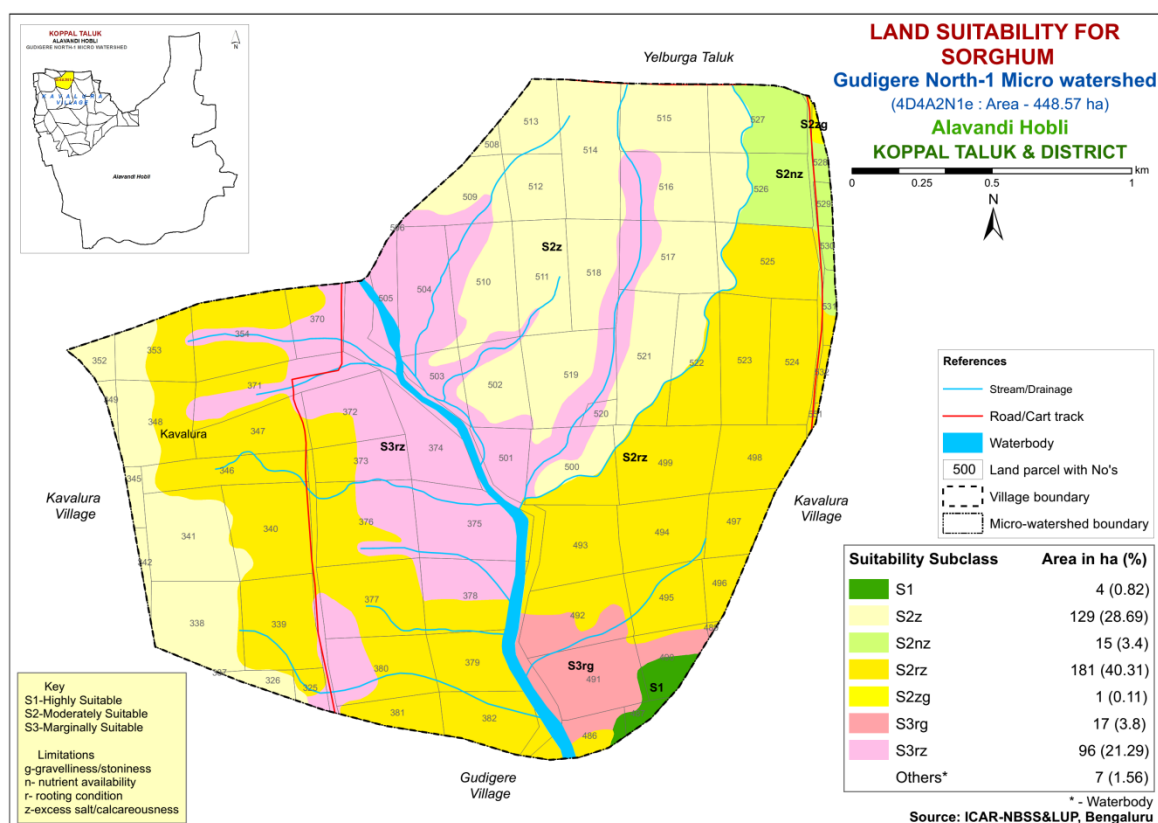 KOPPAL TALUK
ALAVANDI HOBLI
GUDIGERE NORTH-1 MICRO WATERSHED
N
KAVALURA
VILLAGE
Alavandi Hobli
LAND SUITABILITY FOR
SORGHUM
Gudigere North-1 Micro watershed
(4D4A2N1e : Area - 448.57 ha)
Alavandi Hobli
KOPPAL TALUK & DISTRICT
0 0.25 0.5 1 km
N
Yelburga Taluk
513 515 527
S2zg
508 514 528
S2nz
512 516 526
509 529
506
S2z 530
510 511 518 517 525
505 504
531
370
354
352 353 521 522 523 524
503 519 532
371 502
349
372 520 551
348 Kavalura 347 S3rz 374 501 S2rz
373 500 499 498
345 346
Kavalura
Village
Kavalura
Village
341 340 376 375 494 497
493
342
377 378 495 496
492
338 339 489
379 S3rg 490
380 491 S1
337 326 325
381 382
486
Gudigere
Village
References
Stream/Drainage
Road/Cart track
Waterbody
500 Land parcel with No's
Village boundary
Micro-watershed boundary
Suitability Subclass Area in ha (%)
S1 4 (0.82)
S2z 129 (28.69)
S2nz 15 (3.4)
S2rz 181 (40.31)
S2zg 1 (0.11)
S3rg 17 (3.8)
S3rz 96 (21.29)
Others* 7 (1.56)
* - Waterbody
Source: ICAR-NBSS&LUP, Bengaluru
Key
S1-Highly Suitable
S2-Moderately Suitable
S3-Marginally Suitable
Limitations
g-gravelliness/stoniness
n- nutrient availability
r- rooting condition
z-excess salt/calcareousness